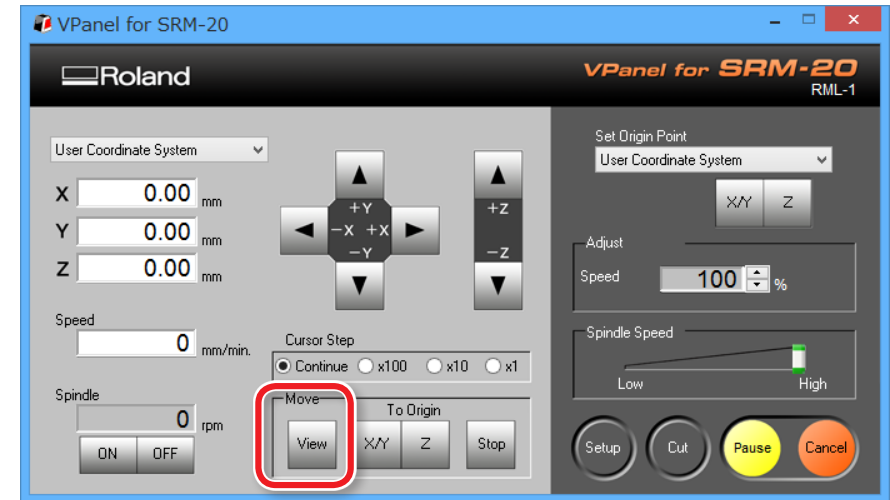 VPanel for SRM-20
Roland
VPanel for SRM-20
RML-1
User Coordinate System
X 0.00 mm
Y 0.00 mm
Z 0.00 mm
Speed
0 mm/min.
Spindle
0 rpm
ON OFF
+Y
-X +X
-Y
+Z
-Z
Cursor Step
Continue x100 x10 x1
Move
To Origin
View X/Y Z Stop
Set Origin Point
User Coordinate System
X/Y Z
Adjust
Speed 100 %
Spindle Speed
Low High
Setup Cut Pause Cancel